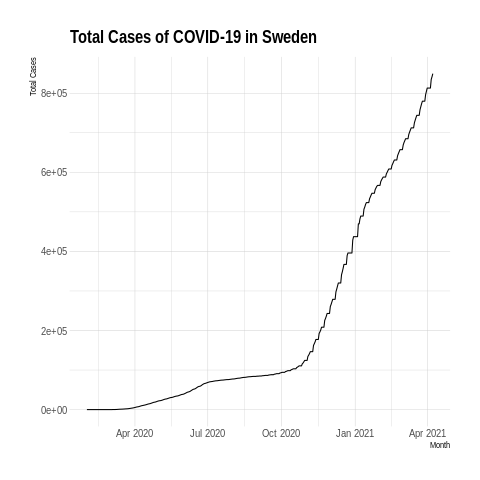 Total Cases of COVID-19 in Sweden
Total Cases
8e+05
6e+05
4e+05
2e+05
0e+00
Apr 2020 Jul 2020 Oct 2020 Jan 2021 Apr 2021
Month